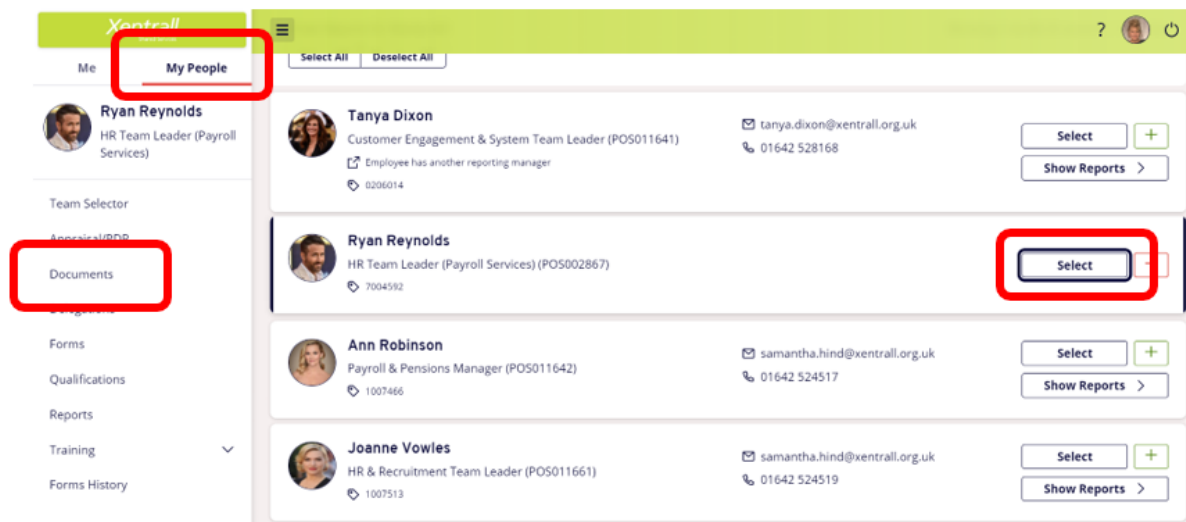 Xentrall
?
Me
My People
Select All
Deselect All
Ryan Reynolds
HR Team Leader (Payroll
Services)
Team Selector
Appraisal/PDR
Documents
Delegations
Forms
Qualifications
Reports
Training
Forms History
Tanya Dixon
Customer Engagement & System Team Leader (POS011641)
Employee has another reporting manager
0206014
tanya.dixon@xentrall.org.uk
01642 528168
Select
+
Show Reports >
Ryan Reynolds
HR Team Leader (Payroll Services) (POS002867)
7004592
Select
Ann Robinson
Payroll & Pensions Manager (POS011642)
1007466
samantha.hind@xentrall.org.uk
01642 524517
Select
+
Show Reports >
Joanne Vowles
HR & Recruitment Team Leader (POS011661)
1007513
samantha.hind@xentrall.org.uk
01642 524519
Select
+
Show Reports >